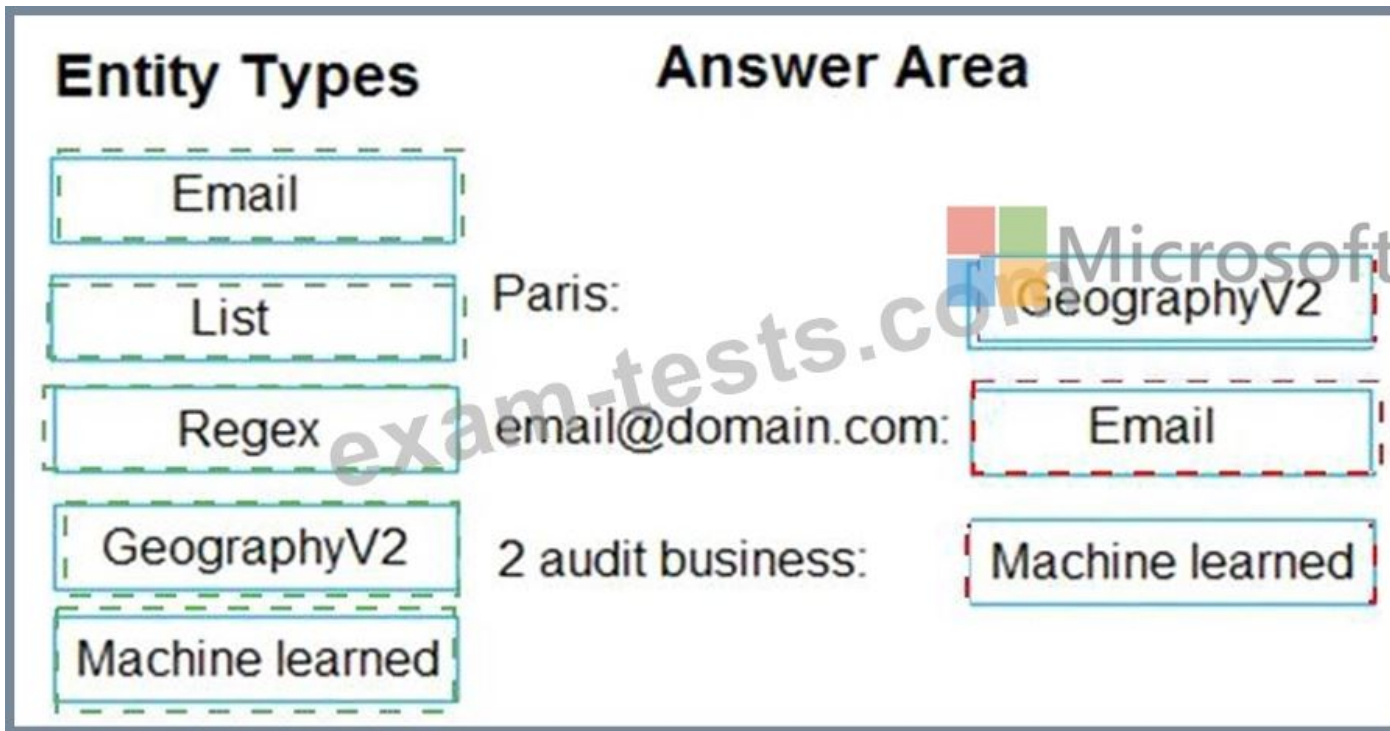 Entity Types
Answer Area
Email
List
Regex
GeographyV2
Machine learned
Paris:
GeographyV2
email@domain.com:
Email
2 audit business:
Machine learned
Microsoft
exam-tests.com